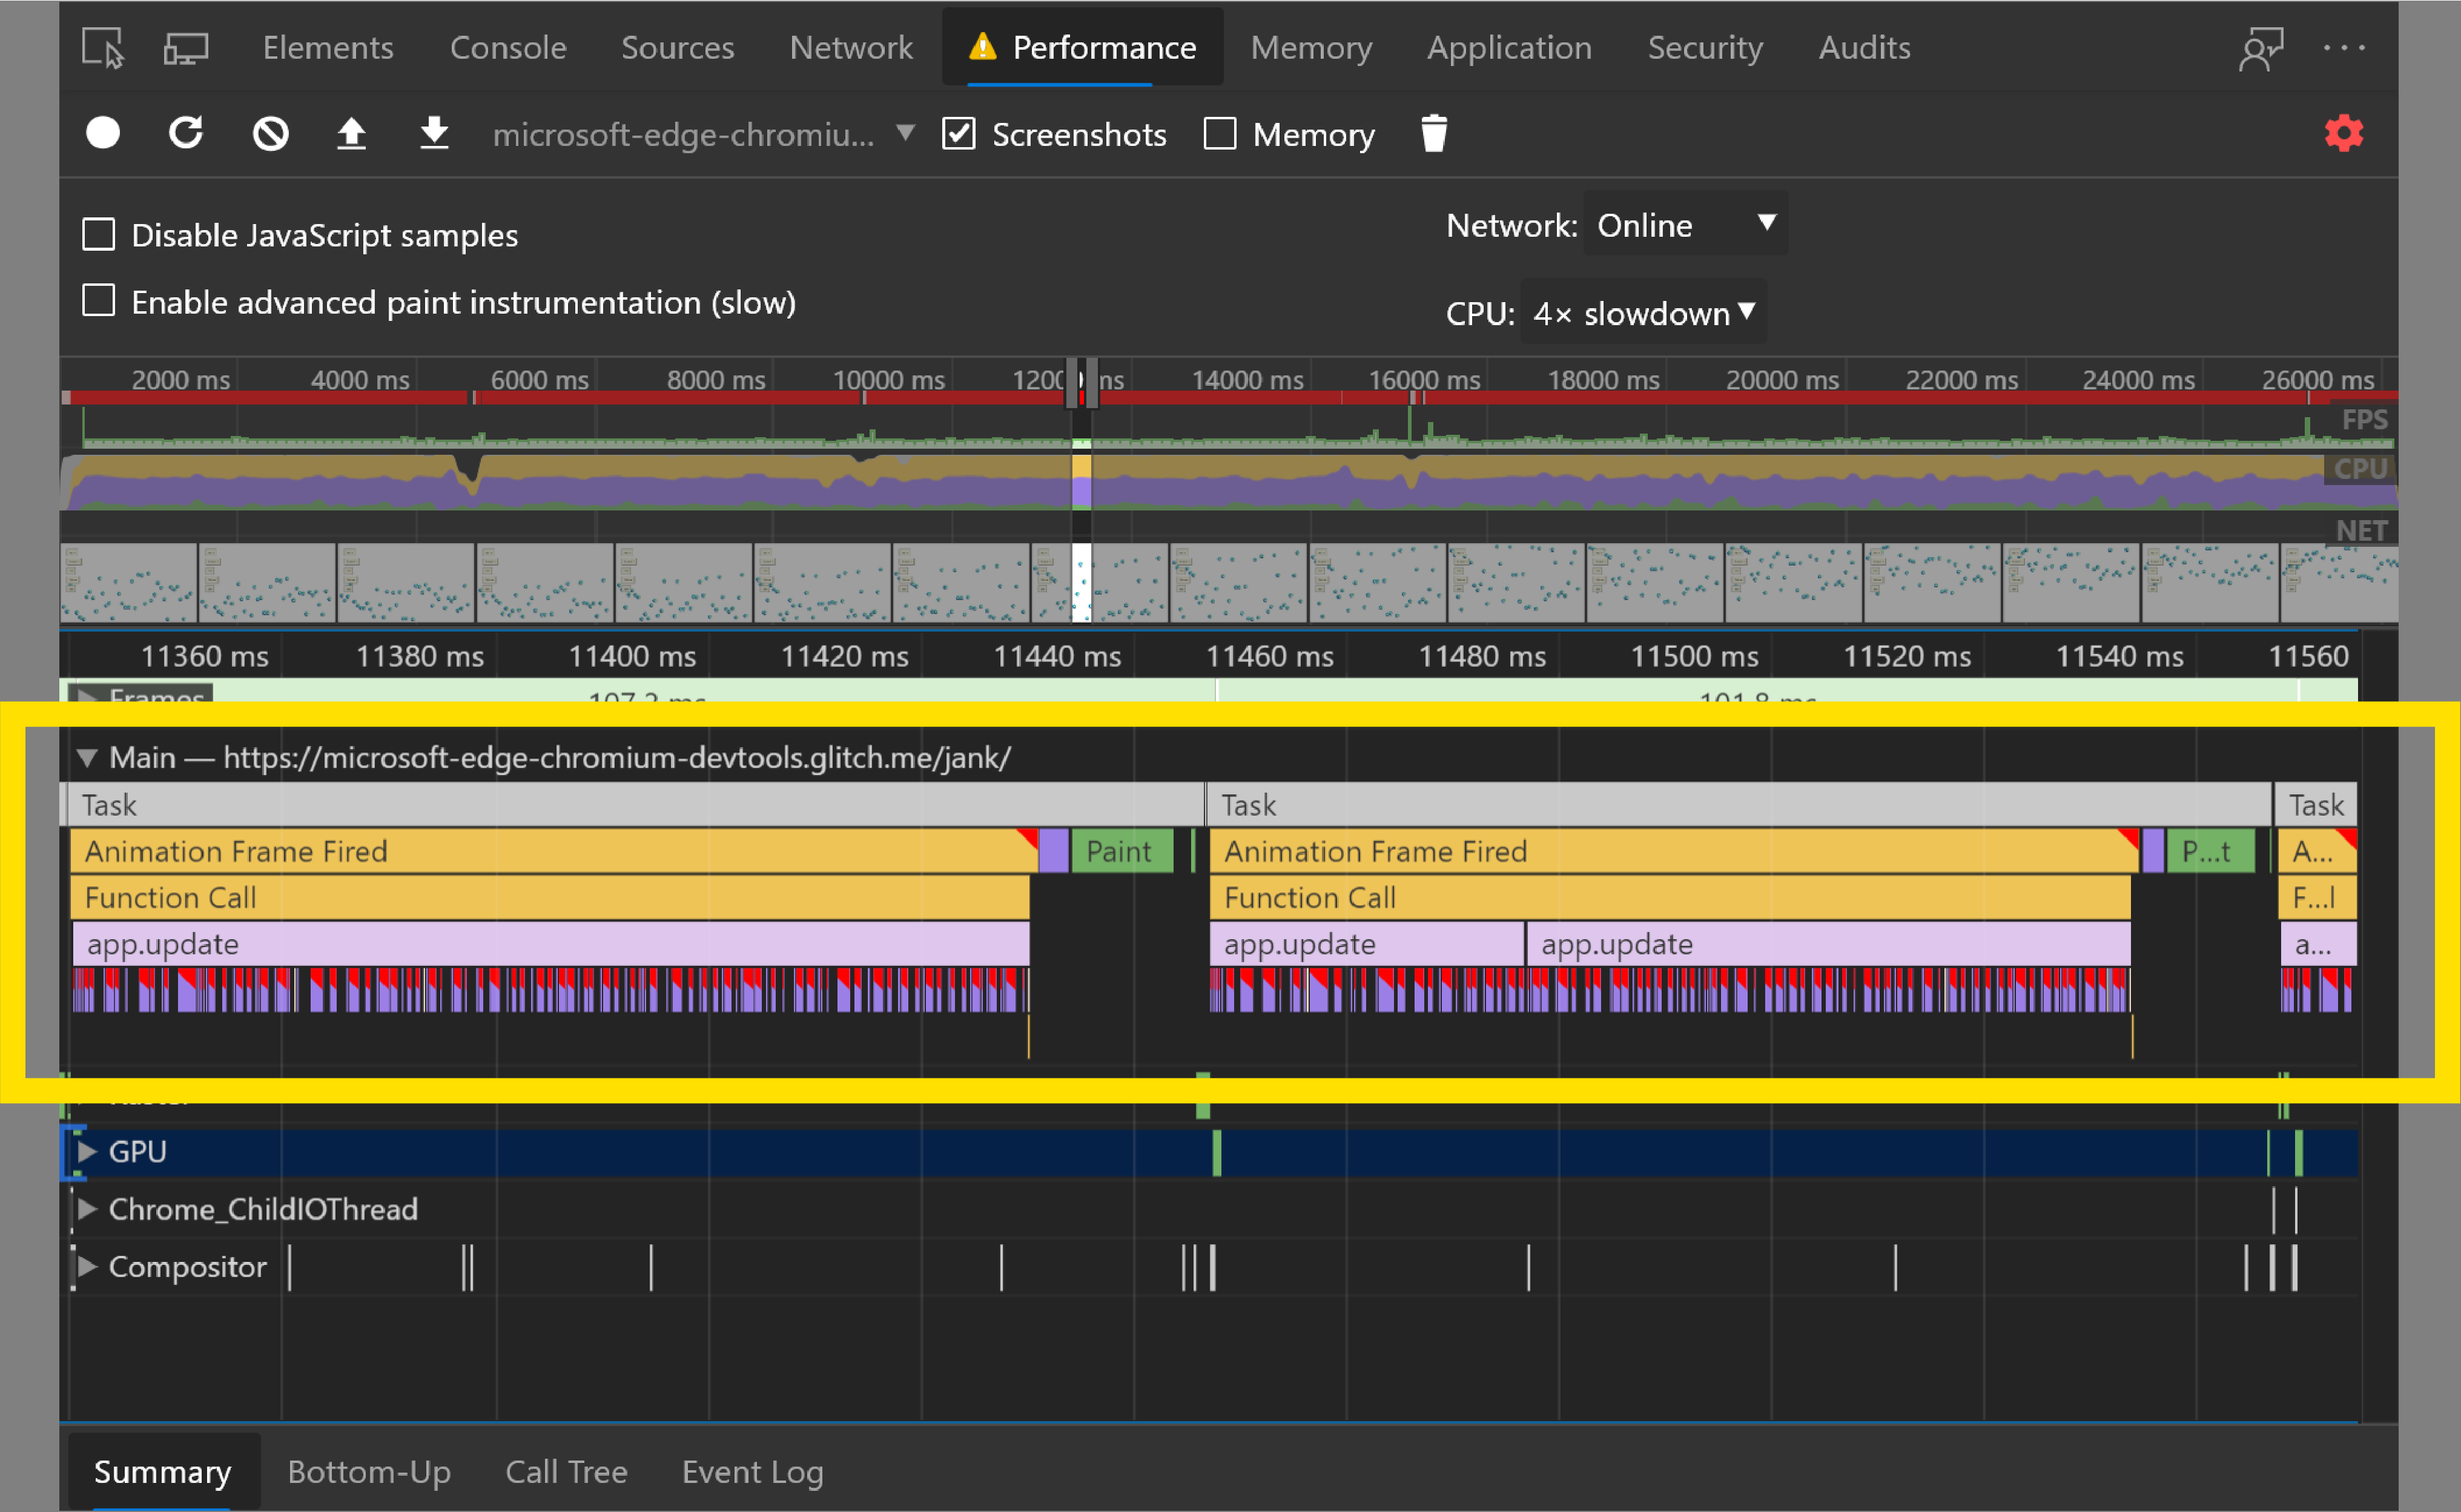 Elements Console Sources Network Performance Memory Application Security Audits
microsoft-edge-chromiu... Screenshots Memory
Disable JavaScript samples
Network: Online
Enable advanced paint instrumentation (slow)
CPU: 4× slowdown
2000 ms 4000 ms 6000 ms 8000 ms 10000 ms ms 14000 ms 16000 ms 18000 ms 20000 ms 22000 ms 24000 ms 26000 ms
FPS
CPU
NET
11360 ms 11380 ms 11400 ms 11420 ms 11440 ms 11460 ms 11480 ms 11500 ms 11520 ms 11540 ms 11560
Frames 107.2 ms 101.8 ms
Main — https://microsoft-edge-chromium-devtools.glitch.me/jank/
Task Task Task
Animation Frame Fired Paint Animation Frame Fired P...t A...
Function Call Function Call F...l
app.update app.update app.update a...
GPU
Chrome_ChildIOThread
Compositor
Summary Bottom-Up Call Tree Event Log